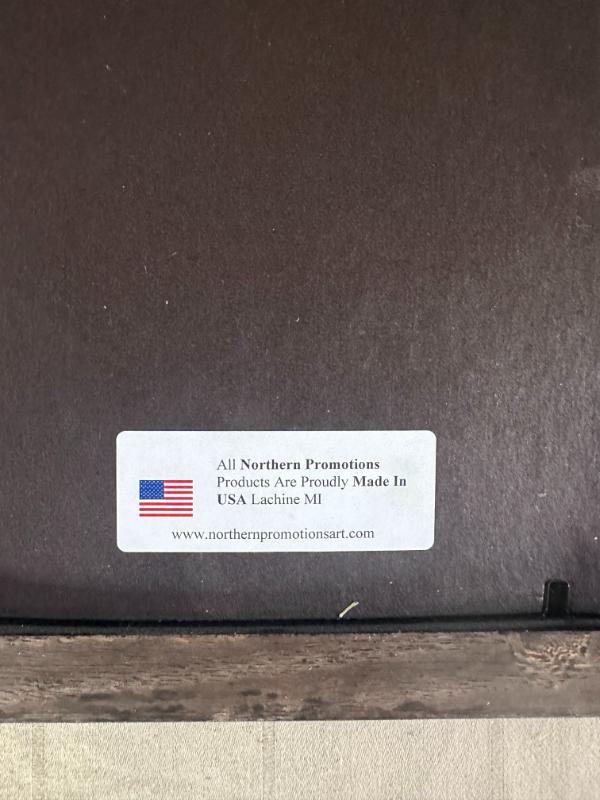 All Northern Promotions
Products Are Proudly Made In
USA Lachine MI
www.northernpromotionsart.com